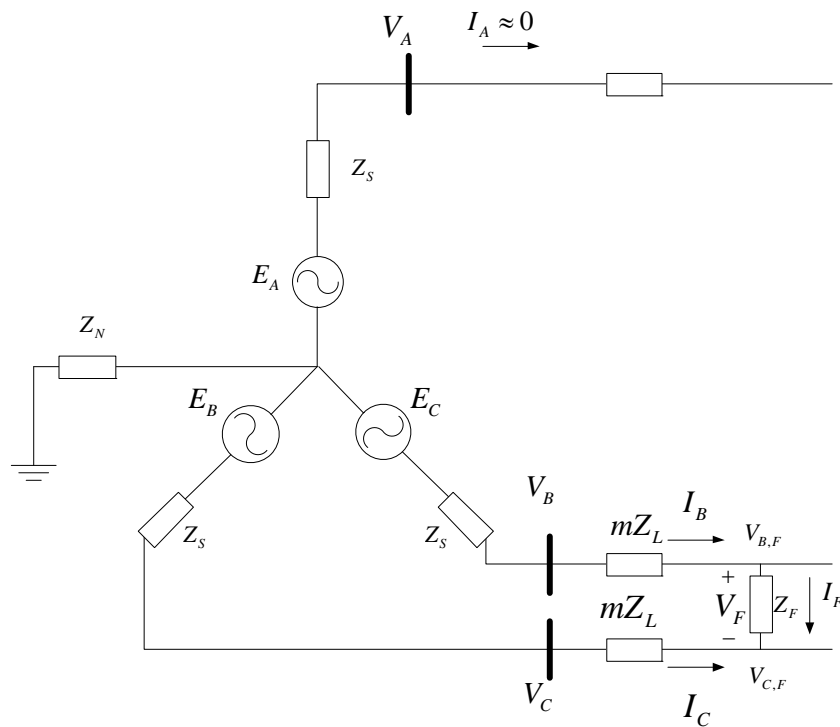 V_A
I_A ≈ 0
Z_S
E_A
Z_N
E_B
E_C
Z_S
Z_S
V_B
mZ_L
I_B
V_{B,F}
+
V_F
Z_F
I_F
−
mZ_L
V_C
I_C
V_{C,F}